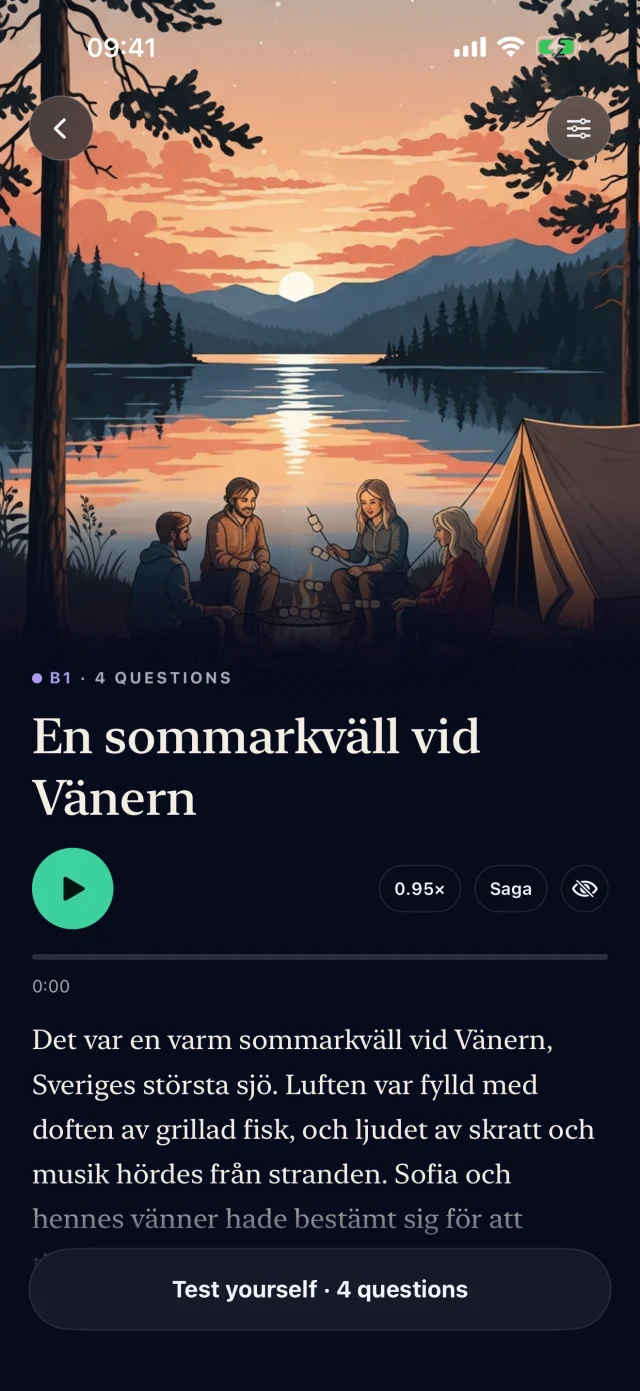 09:41
B1 · 4 QUESTIONS
En sommarkväll vid
Vänern
0.95×
Saga
0:00
Det var en varm sommarkväll vid Vänern,
Sveriges största sjö. Luften var fylld med
doften av grillad fisk, och ljudet av skratt och
musik hördes från stranden. Sofia och
hennes vänner hade bestämt sig för att
Test yourself · 4 questions